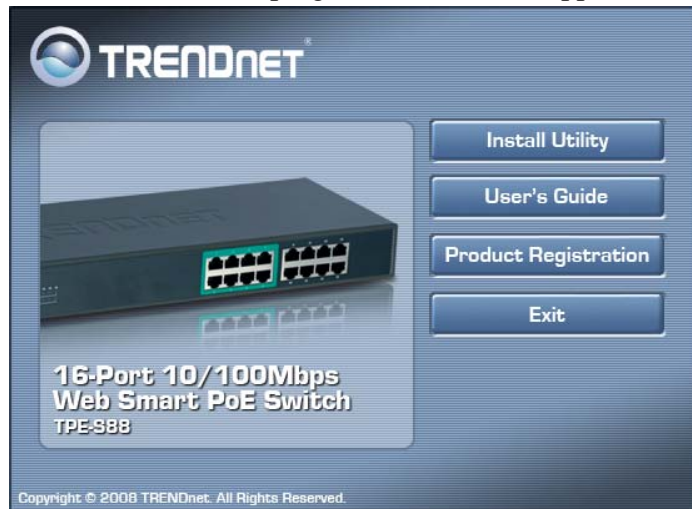 TRENDNET®
Install Utility
User's Guide
Product Registration
Exit
TRENDNET
16-Port 10/100Mbps
Web Smart PoE Switch
TPE-S88
Copyright © 2008 TRENDnet. All Rights Reserved.